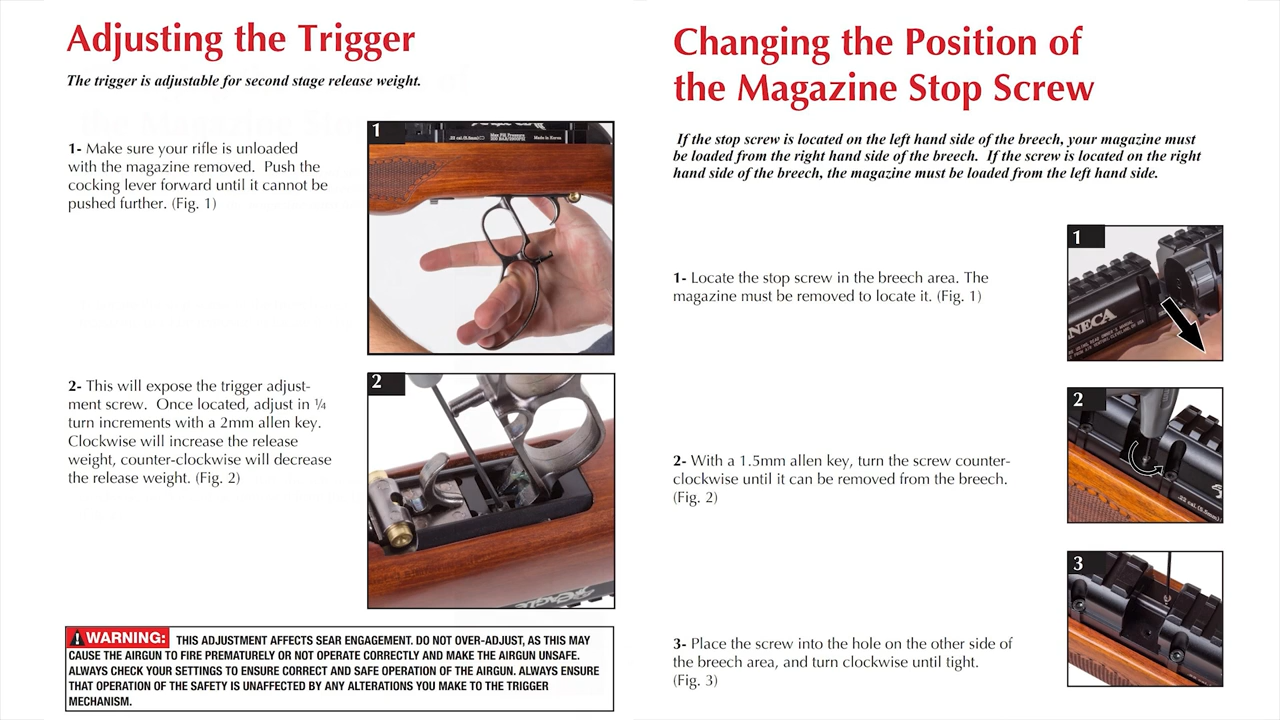 Adjusting the Trigger
The trigger is adjustable for second stage release weight.
1- Make sure your rifle is unloaded
with the magazine removed.  Push the
cocking lever forward until it cannot be
pushed further. (Fig. 1)
1
.22 cal (5.5mm)
Made in Korea
2- This will expose the trigger adjust-
ment screw.  Once located, adjust in ¼
turn increments with a 2mm allen key.
Clockwise will increase the release
weight, counter-clockwise will decrease
the release weight. (Fig. 2)
2
Eagle
WARNING: THIS ADJUSTMENT AFFECTS SEAR ENGAGEMENT. DO NOT OVER-ADJUST, AS THIS MAY
CAUSE THE AIRGUN TO FIRE PREMATURELY OR NOT OPERATE CORRECTLY AND MAKE THE AIRGUN UNSAFE.
ALWAYS CHECK YOUR SETTINGS TO ENSURE CORRECT AND SAFE OPERATION OF THE AIRGUN. ALWAYS ENSURE
THAT OPERATION OF THE SAFETY IS UNAFFECTED BY ANY ALTERATIONS YOU MAKE TO THE TRIGGER
MECHANISM.
Changing the Position of
the Magazine Stop Screw
If the stop screw is located on the left hand side of the breech, your magazine must
be loaded from the right hand side of the breech.  If the screw is located on the right
hand side of the breech, the magazine must be loaded from the left hand side.
1- Locate the stop screw in the breech area. The
magazine must be removed to locate it. (Fig. 1)
1
NECA
2- With a 1.5mm allen key, turn the screw counter-
clockwise until it can be removed from the breech.
(Fig. 2)
2
.22 cal. (5.5mm)
3- Place the screw into the hole on the other side of
the breech area, and turn clockwise until tight.
(Fig. 3)
3